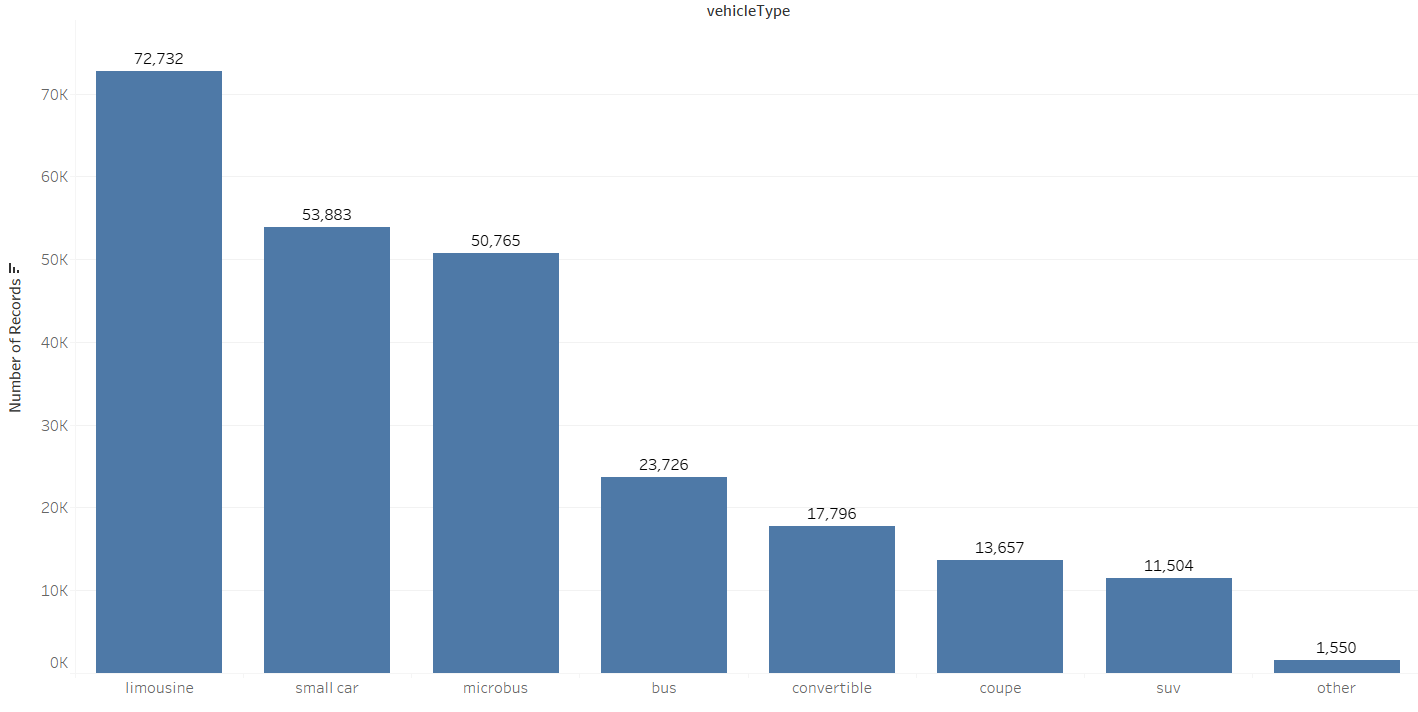 vehicleType
Number of Records
70K
60K
50K
40K
30K
20K
10K
0K
72,732
53,883
50,765
23,726
17,796
13,657
11,504
1,550
limousine
small car
microbus
bus
convertible
coupe
suv
other